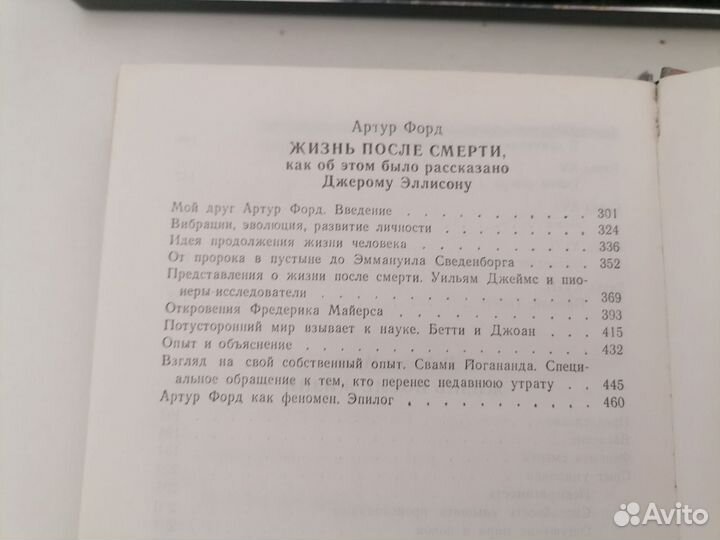 Артур Форд
ЖИЗНЬ ПОСЛЕ СМЕРТИ,
как об этом было рассказано
Джерому Эллисону
Мой друг Артур Форд. Введение . . . . . . . . . . 301
Вибрации, эволюция, развитие личности . . . . . . . 324
Идея продолжения жизни человека . . . . . . . . . 336
От пророка в пустыне до Эммануила Сведенборга . . . . 352
Представления о жизни после смерти. Уильям Джеймс и пио-
неры-исследователи . . . . . . . . . . . . . . 369
Откровения Фредерика Майерса . . . . . . . . . . 393
Потусторонний мир взывает к науке. Бетти и Джоан . . . 415
Опыт и объяснение . . . . . . . . . . . . . . 432
Взгляд на свой собственный опыт. Свами Йогананда. Специ-
альное обращение к тем, кто перенес недавнюю утрату . . 445
Артур Форд как феномен. Эпилог . . . . . . . . . 460
Avito